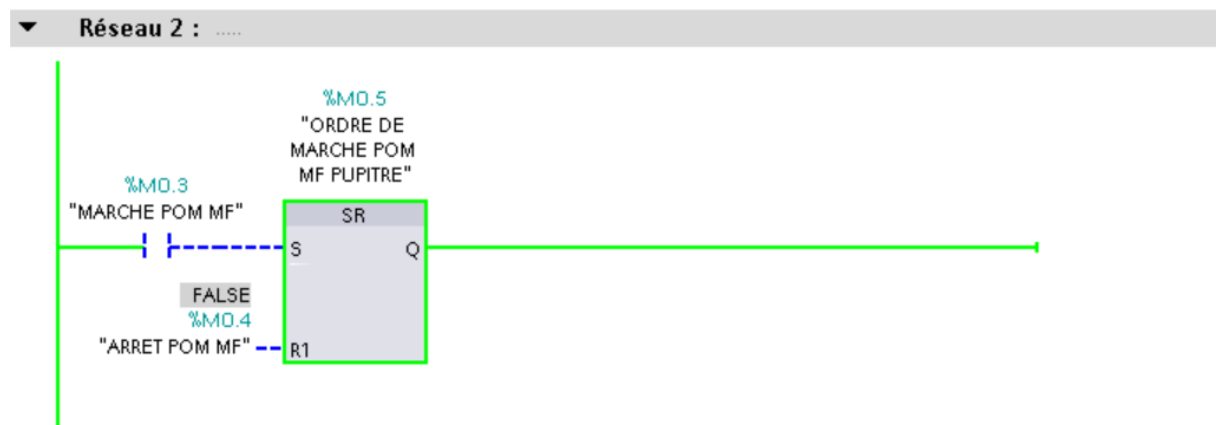 Réseau 2 : .....
%M0.5
"ORDRE DE
MARCHE POM
MF PUPITRE"
%M0.3
"MARCHE POM MF"
SR
S
Q
FALSE
%M0.4
"ARRET POM MF"
R1